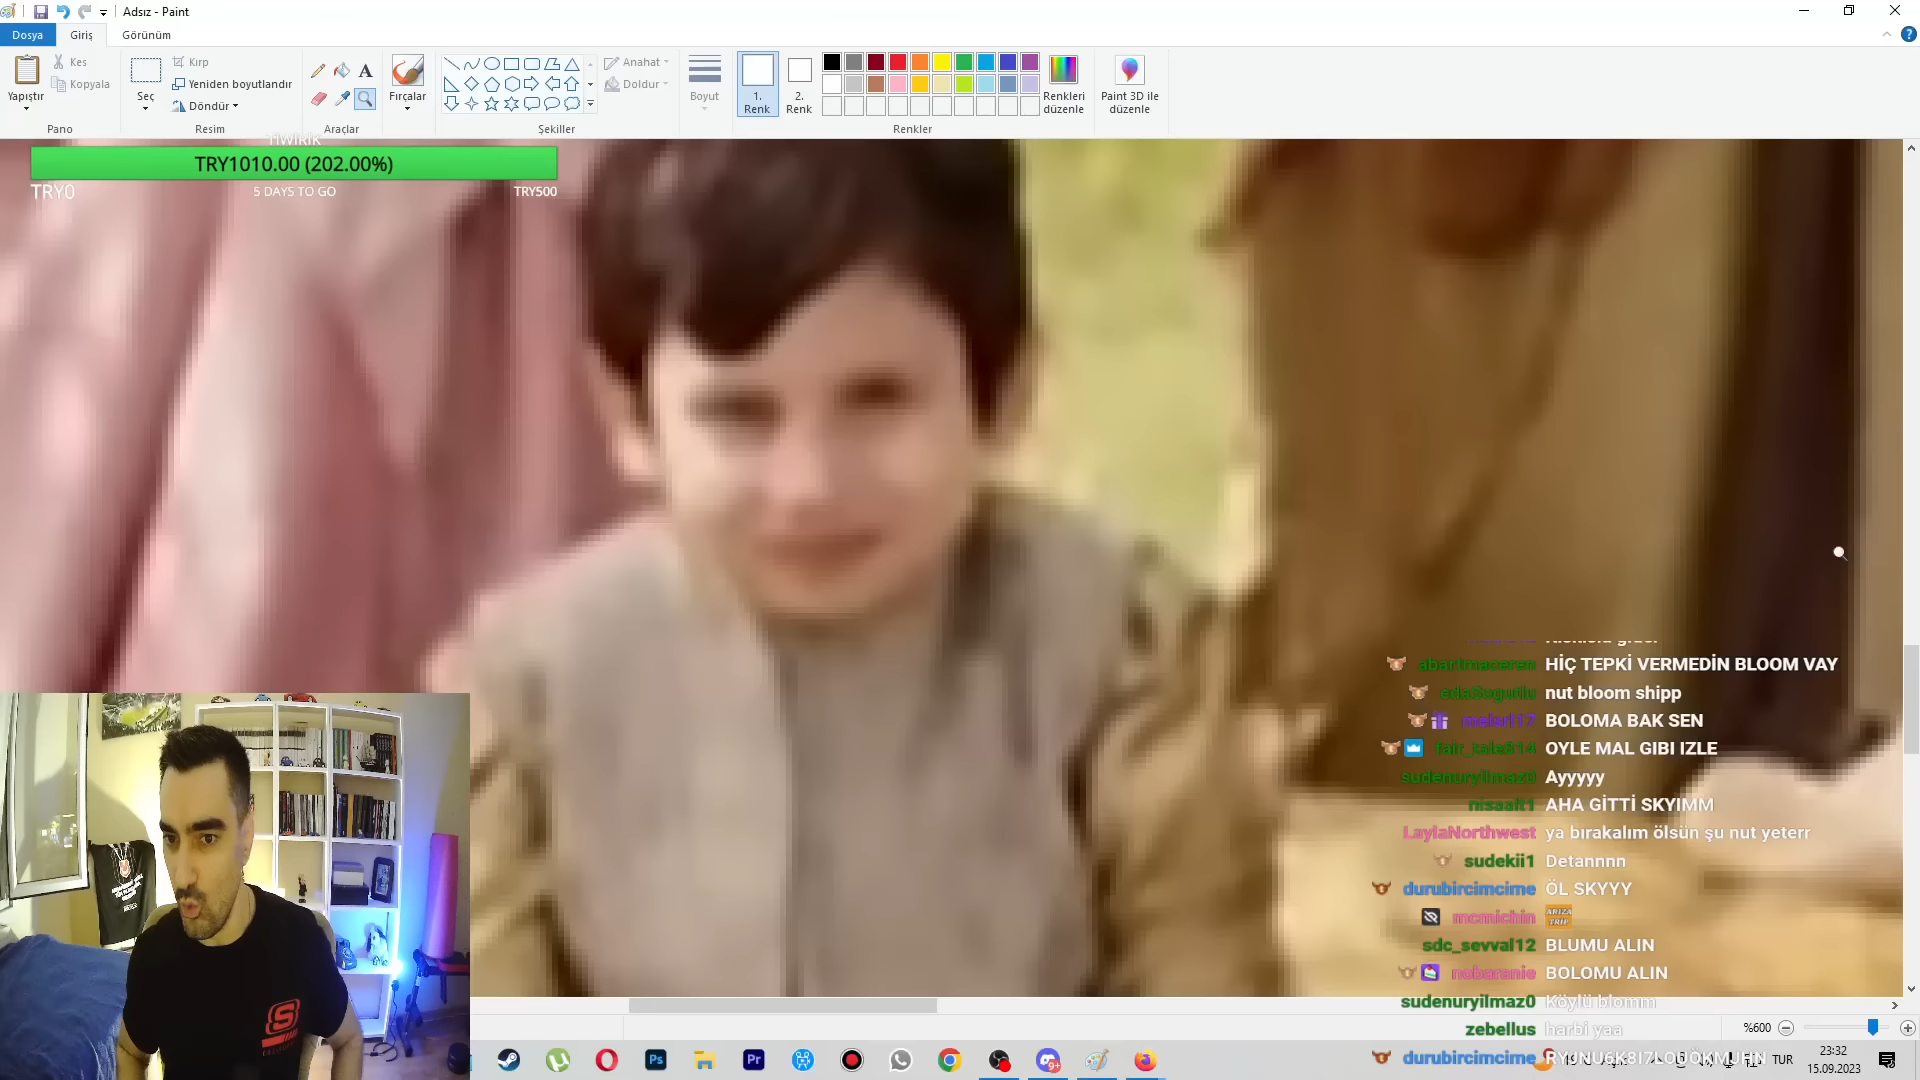 Adsız - Paint
Dosya Giriş Görünüm
Yapıştır
Kes
Kopyala
Pano
Seç
Kırp
Yeniden boyutlandır
Döndür
Resim
Araçlar
Fırçalar
Şekiller
Anahat
Doldur
Boyut
1. Renk
2. Renk
Renkler
Renkleri düzenle
Paint 3D ile düzenle
TRY1010.00 (202.00%)
TRY0 5 DAYS TO GO TRY500
HİÇ TEPKİ VERMEDİN BLOOM VAY
nut bloom shipp
BOLOMA BAK SEN
OYLE MAL GIBI IZLE
sudenuryilmaz0 Ayyyyy
nisaalt1 AHA GİTTİ SKYIMM
LaylaNorthwest ya bırakalım ölsün şu nut yeterr
sudekii1 Detannnn
durubircimcime ÖL SKYYY
mcmichin
sdc_sevval12 BLUMU ALIN
BOLOMU ALIN
sudenuryilmaz0 Köylü blomm
zebellus harbi yaa
durubircimcime
%600
TUR
23:32
15.09.2023